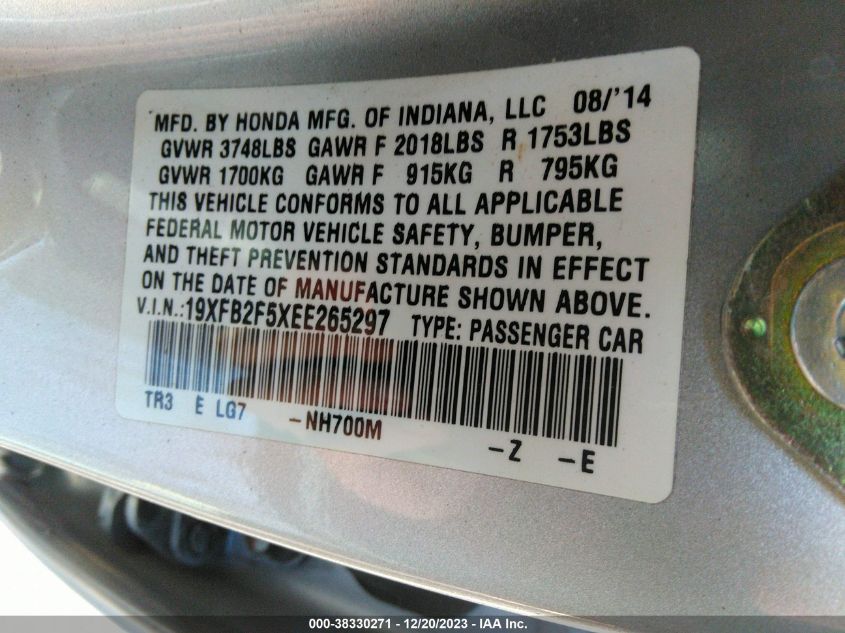 MFD. BY HONDA MFG. OF INDIANA, LLC 08/'14
GVWR 3748LBS GAWR F 2018LBS R 1753LBS
GVWR 1700KG GAWR F 915KG R 795KG
THIS VEHICLE CONFORMS TO ALL APPLICABLE
FEDERAL MOTOR VEHICLE SAFETY, BUMPER,
AND THEFT PREVENTION STANDARDS IN EFFECT
ON THE DATE OF MANUFACTURE SHOWN ABOVE.
V.I.N.:19XFB2F5XEE265297 TYPE: PASSENGER CAR
TR3 E LG7 -NH700M -Z -E
000-38330271 - 12/20/2023 - IAA Inc.